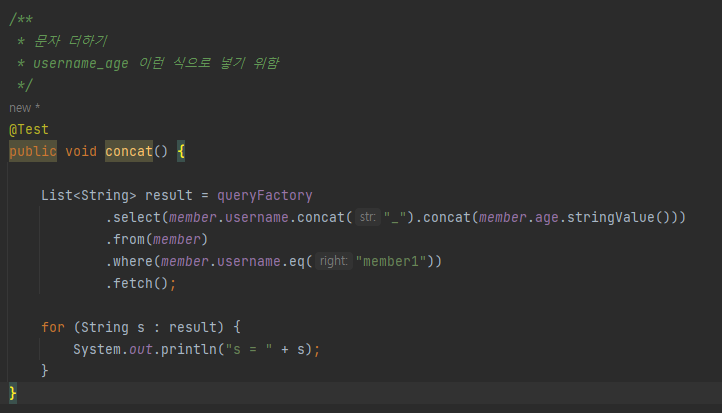 /**
 * 문자 더하기
 * username_age 이런 식으로 넣기 위함
 */
new *
@Test
public void concat() {
List<String> result = queryFactory
.select(member.username.concat( str: "_").concat(member.age.stringValue()))
.from(member)
.where(member.username.eq( right: "member1"))
.fetch();
for (String s : result) {
System.out.println("s = " + s);
}
}